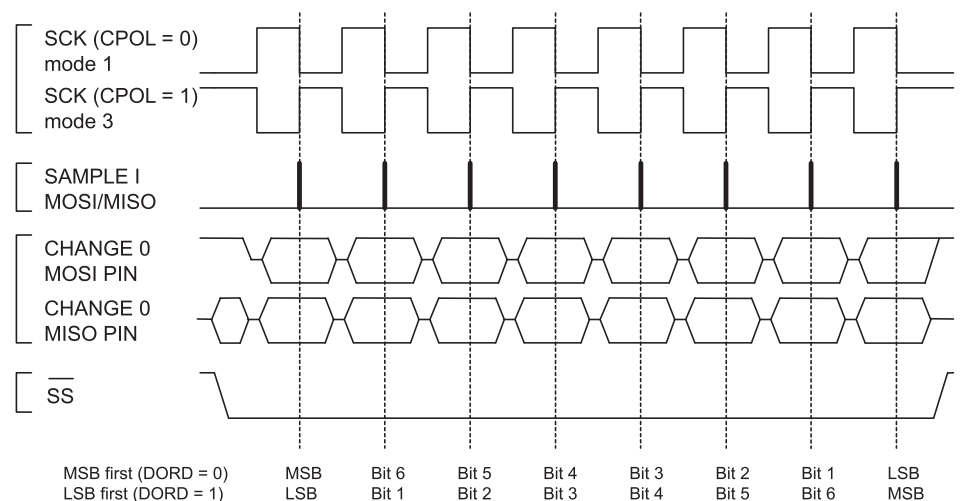 SCK (CPOL = 0)
mode 1
SCK (CPOL = 1)
mode 3
SAMPLE I
MOSI/MISO
CHANGE 0
MOSI PIN
CHANGE 0
MISO PIN
SS
MSB first (DORD = 0) MSB Bit 6 Bit 5 Bit 4 Bit 3 Bit 2 Bit 1 LSB
LSB first (DORD = 1) LSB Bit 1 Bit 2 Bit 3 Bit 4 Bit 5 Bit 6 MSB